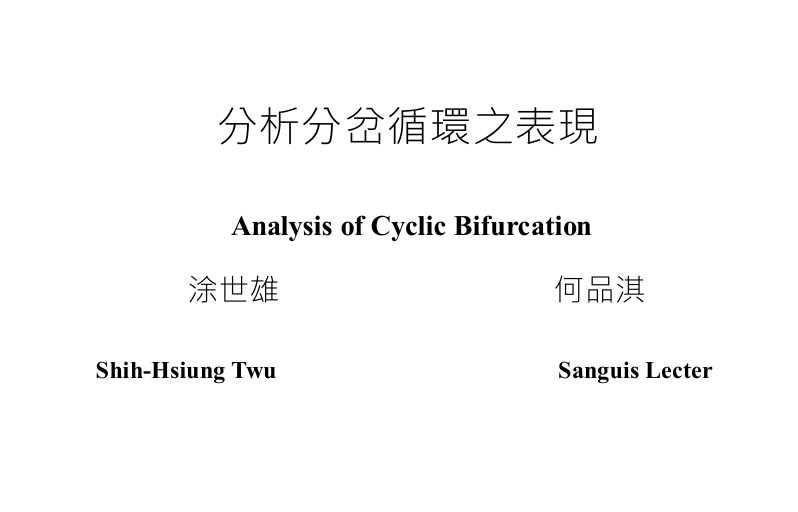 分析分岔循環之表現
Analysis of Cyclic Bifurcation
涂世雄 何品淇
Shih-Hsiung Twu Sanguis Lecter